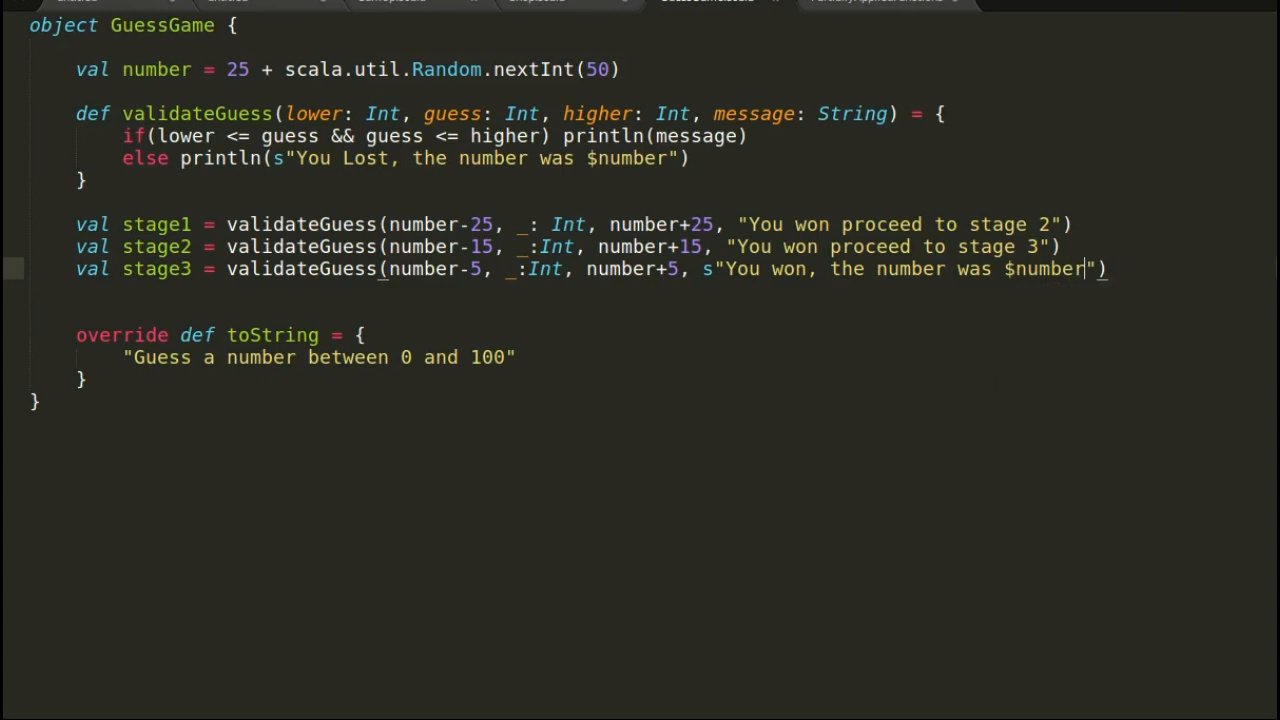 object GuessGame {
val number = 25 + scala.util.Random.nextInt(50)
def validateGuess(lower: Int, guess: Int, higher: Int, message: String) = {
if(lower <= guess && guess <= higher) println(message)
else println(s"You Lost, the number was $number")
}
val stage1 = validateGuess(number-25, _: Int, number+25, "You won proceed to stage 2")
val stage2 = validateGuess(number-15, _:Int, number+15, "You won proceed to stage 3")
val stage3 = validateGuess(number-5, _:Int, number+5, s"You won, the number was $number")
override def toString = {
"Guess a number between 0 and 100"
}
}